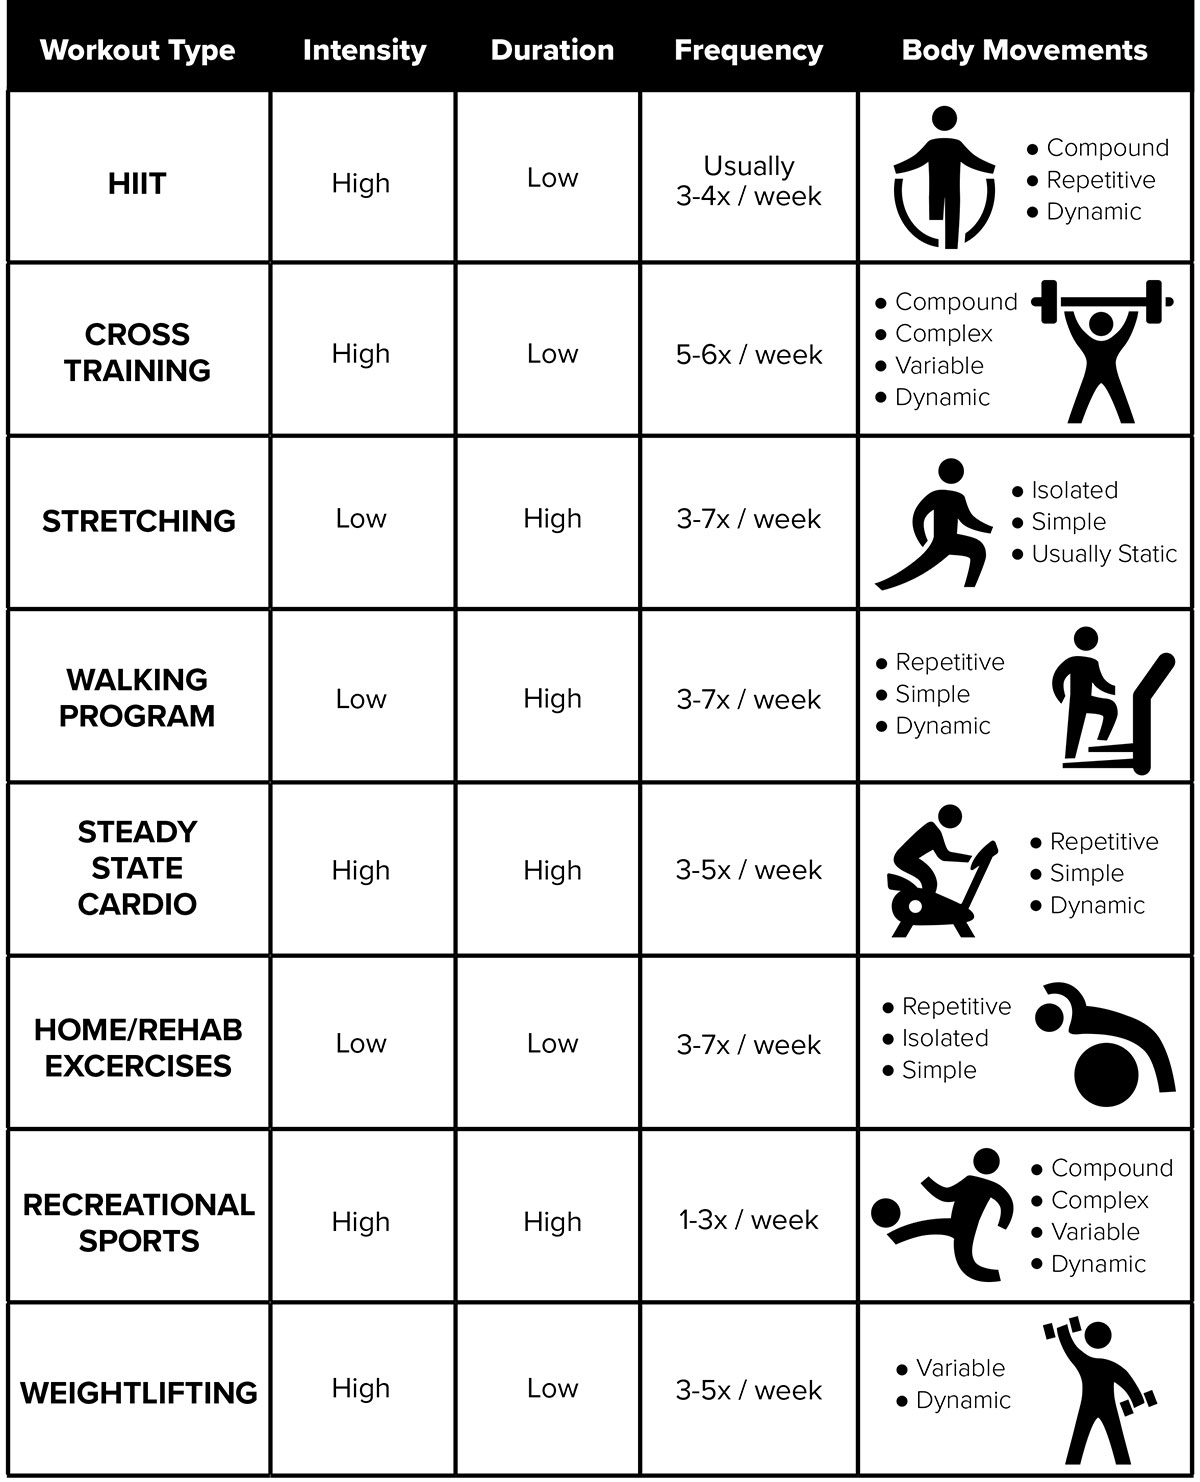 Workout Type Intensity Duration Frequency Body Movements
HIIT
High
Low
Usually
3-4x / week
• Compound
• Repetitive
• Dynamic
CROSS
TRAINING
High
Low
5-6x / week
• Compound
• Complex
• Variable
• Dynamic
STRETCHING
Low
High
3-7x / week
• Isolated
• Simple
• Usually Static
WALKING
PROGRAM
Low
High
3-7x / week
• Repetitive
• Simple
• Dynamic
STEADY
STATE
CARDIO
High
High
3-5x / week
• Repetitive
• Simple
• Dynamic
HOME/REHAB
EXCERCISES
Low
Low
3-7x / week
• Repetitive
• Isolated
• Simple
RECREATIONAL
SPORTS
High
High
1-3x / week
• Compound
• Complex
• Variable
• Dynamic
WEIGHTLIFTING
High
Low
3-5x / week
• Variable
• Dynamic